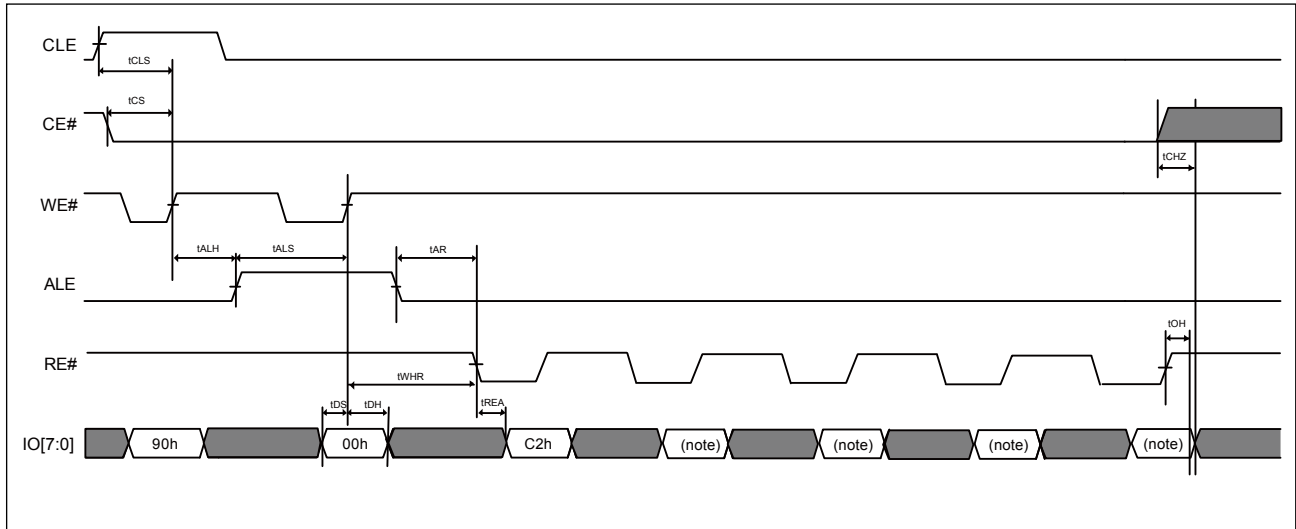 CLE
tCLS
tCS
CE#
tCHZ
WE#
tALH
tALS
tAR
ALE
tOH
RE#
tWHR
tDS
tDH
tREA
IO[7:0]
90h
00h
C2h
(note)
(note)
(note)
(note)